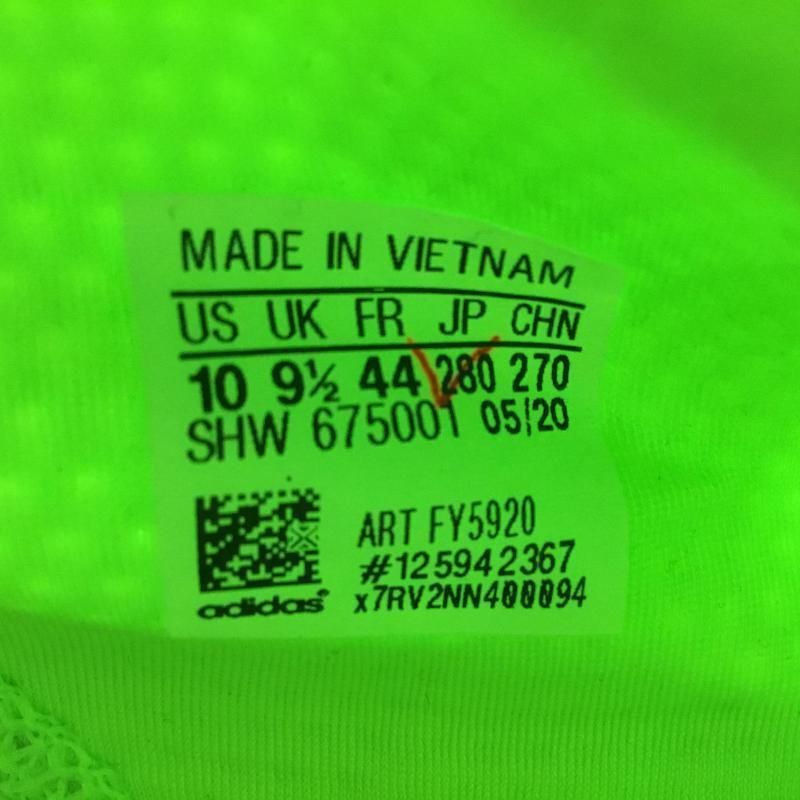 MADE IN VIETNAM
US UK FR JP CHN
10 9½ 44 280 270
SHW 675001 05|20
ART FY5920
#125942367
x7RV2NN400094
adidas®